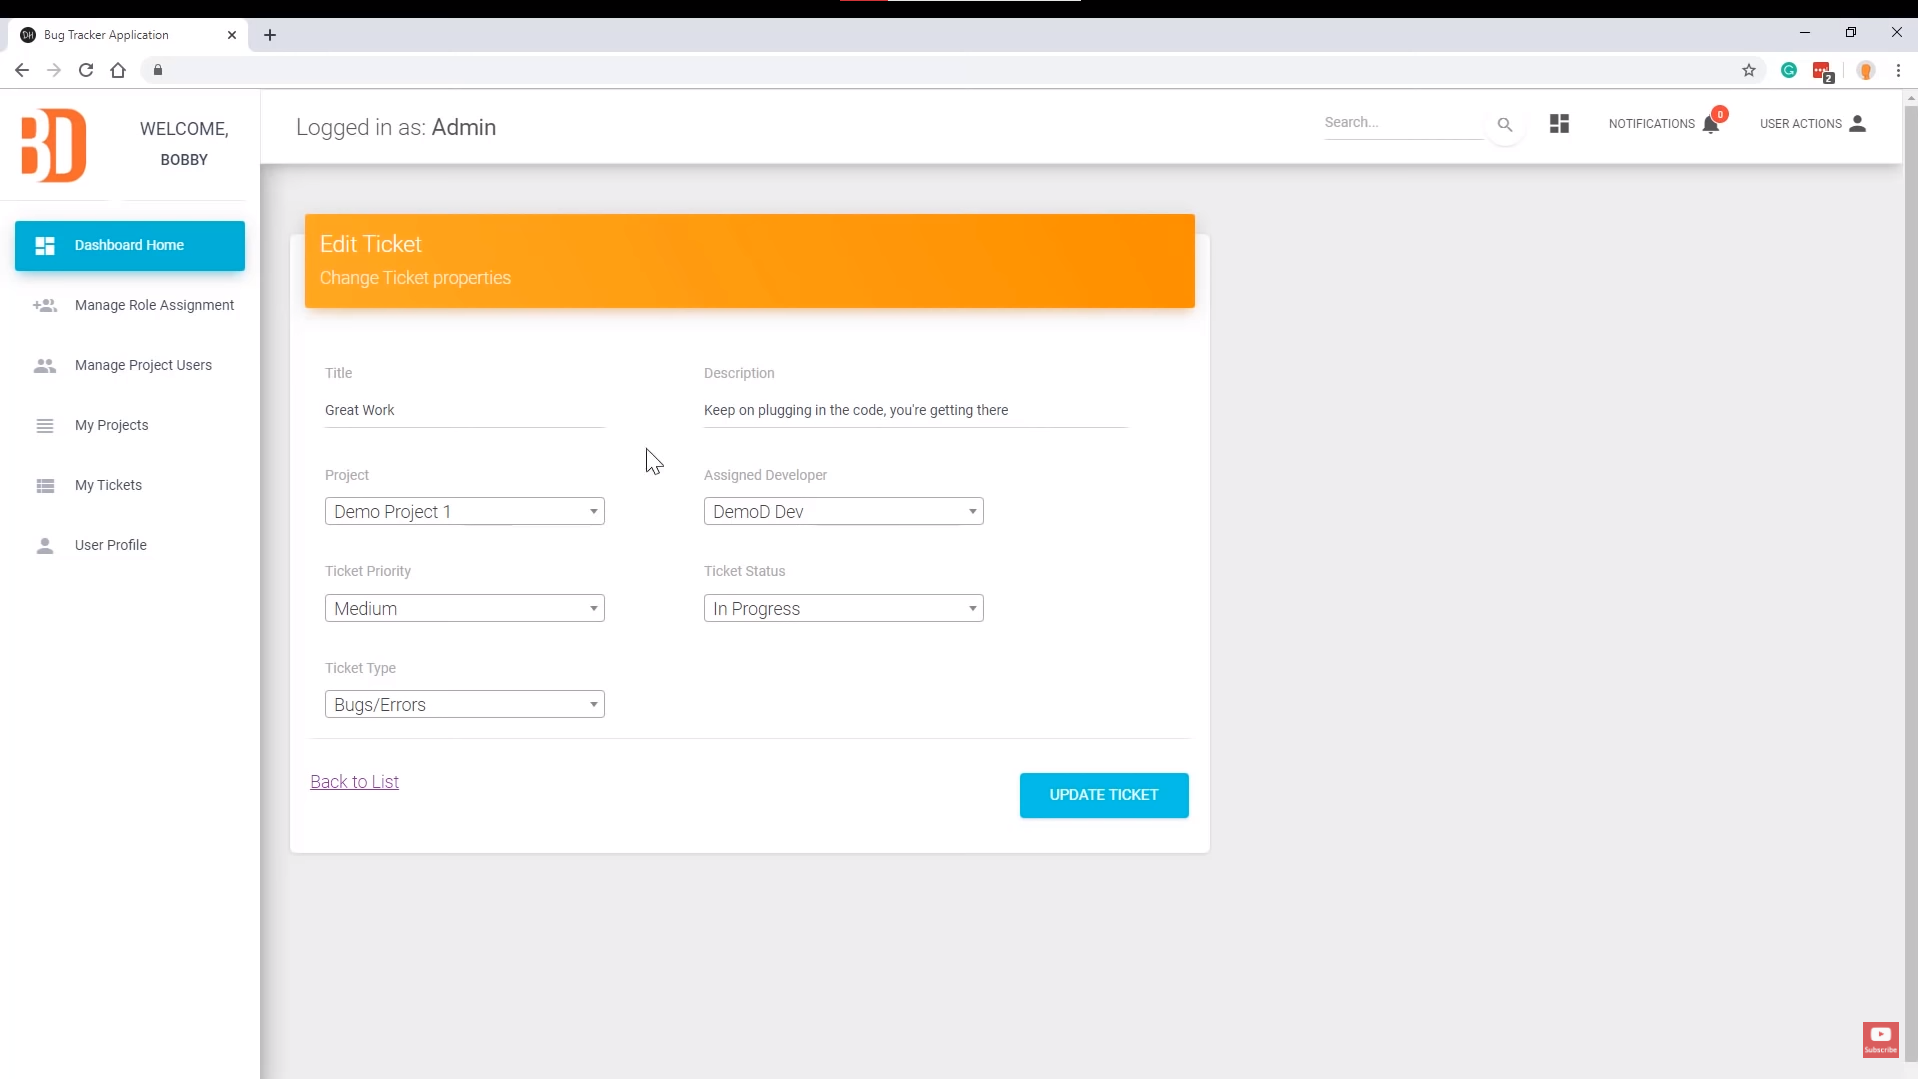 Bug Tracker Application
2
WELCOME,
BOBBY
Logged in as: Admin
Search...
NOTIFICATIONS
0
USER ACTIONS
Dashboard Home
Manage Role Assignment
Manage Project Users
My Projects
My Tickets
User Profile
Edit Ticket
Change Ticket properties
Title
Description
Great Work
Keep on plugging in the code, you're getting there
Project
Assigned Developer
Demo Project 1
DemoD Dev
Ticket Priority
Ticket Status
Medium
In Progress
Ticket Type
Bugs/Errors
Back to List
UPDATE TICKET
Subscribe